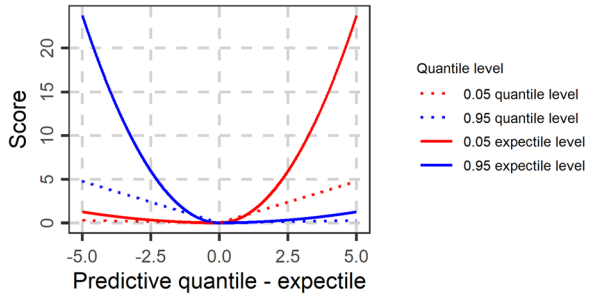 20
15
10
5
0
Score
-5.0 -2.5 0.0 2.5 5.0
Predictive quantile - expectile
Quantile level
0.05 quantile level
0.95 quantile level
0.05 expectile level
0.95 expectile level